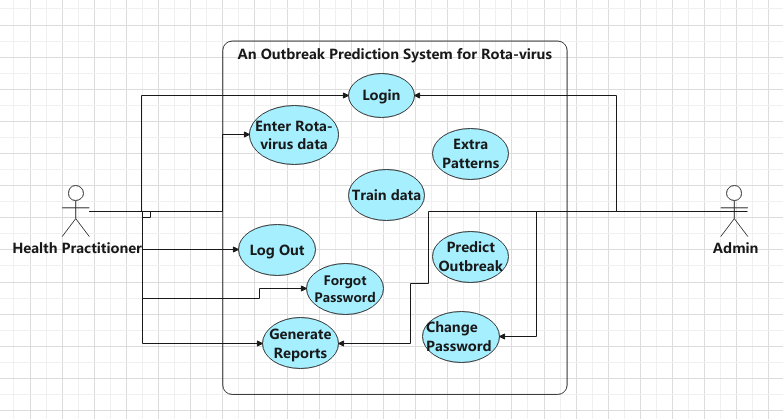 An Outbreak Prediction System for Rota-virus
Login
Enter Rota-
virus data
Extra
Patterns
Train data
Health Practitioner
Admin
Log Out
Predict
Outbreak
Forgot
Password
Generate
Reports
Change
Password